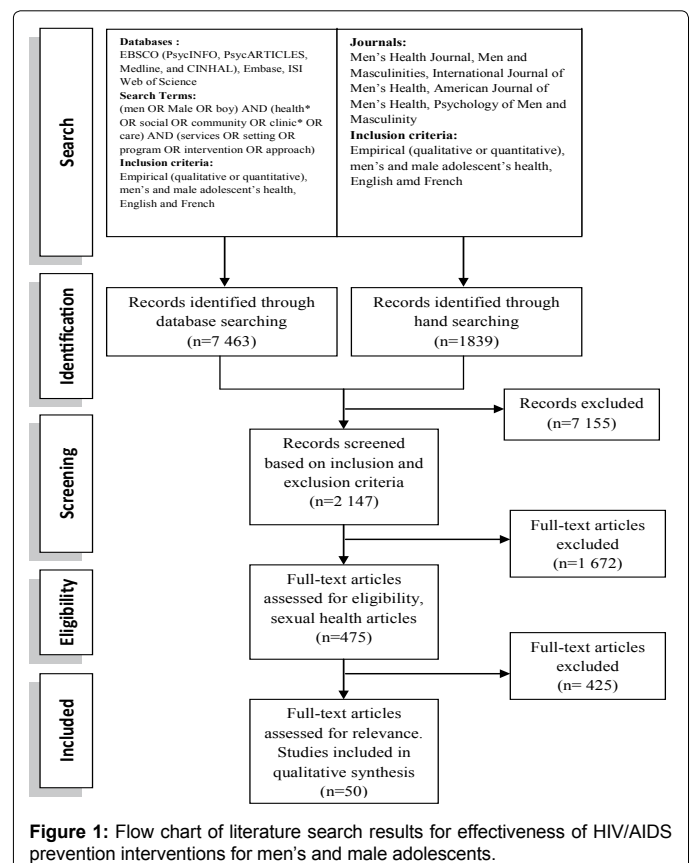 Search
Databases :
EBSCO (PsycINFO, PsycARTICLES,
Medline, and CINHAL), Embase, ISI
Web of Science
Search Terms:
(men OR Male OR boy) AND (health*
OR social OR community OR clinic* OR
care) AND (services OR setting OR
program OR intervention OR approach)
Inclusion criteria:
Empirical (qualitative or quantitative),
men's and male adolescent's health,
English and French
Journals:
Men's Health Journal, Men and
Masculinities, International Journal of
Men's Health, American Journal of
Men's Health, Psychology of Men and
Masculinity
Inclusion criteria:
Empirical (qualitative or quantitative),
men's and male adolescent's health,
English amd French
Identification
Records identified through
database searching
(n=7 463)
Records identified through
hand searching
(n=1839)
Records excluded
(n=7 155)
Screening
Records screened
based on inclusion and
exclusion criteria
(n=2 147)
Full-text articles
excluded
(n=1 672)
Eligibility
Full-text articles
assessed for eligibility,
sexual health articles
(n=475)
Full-text articles
excluded
(n= 425)
Included
Full-text articles
assessed for relevance.
Studies included in
qualitative synthesis
(n=50)
Figure 1: Flow chart of literature search results for effectiveness of HIV/AIDS
prevention interventions for men's and male adolescents.